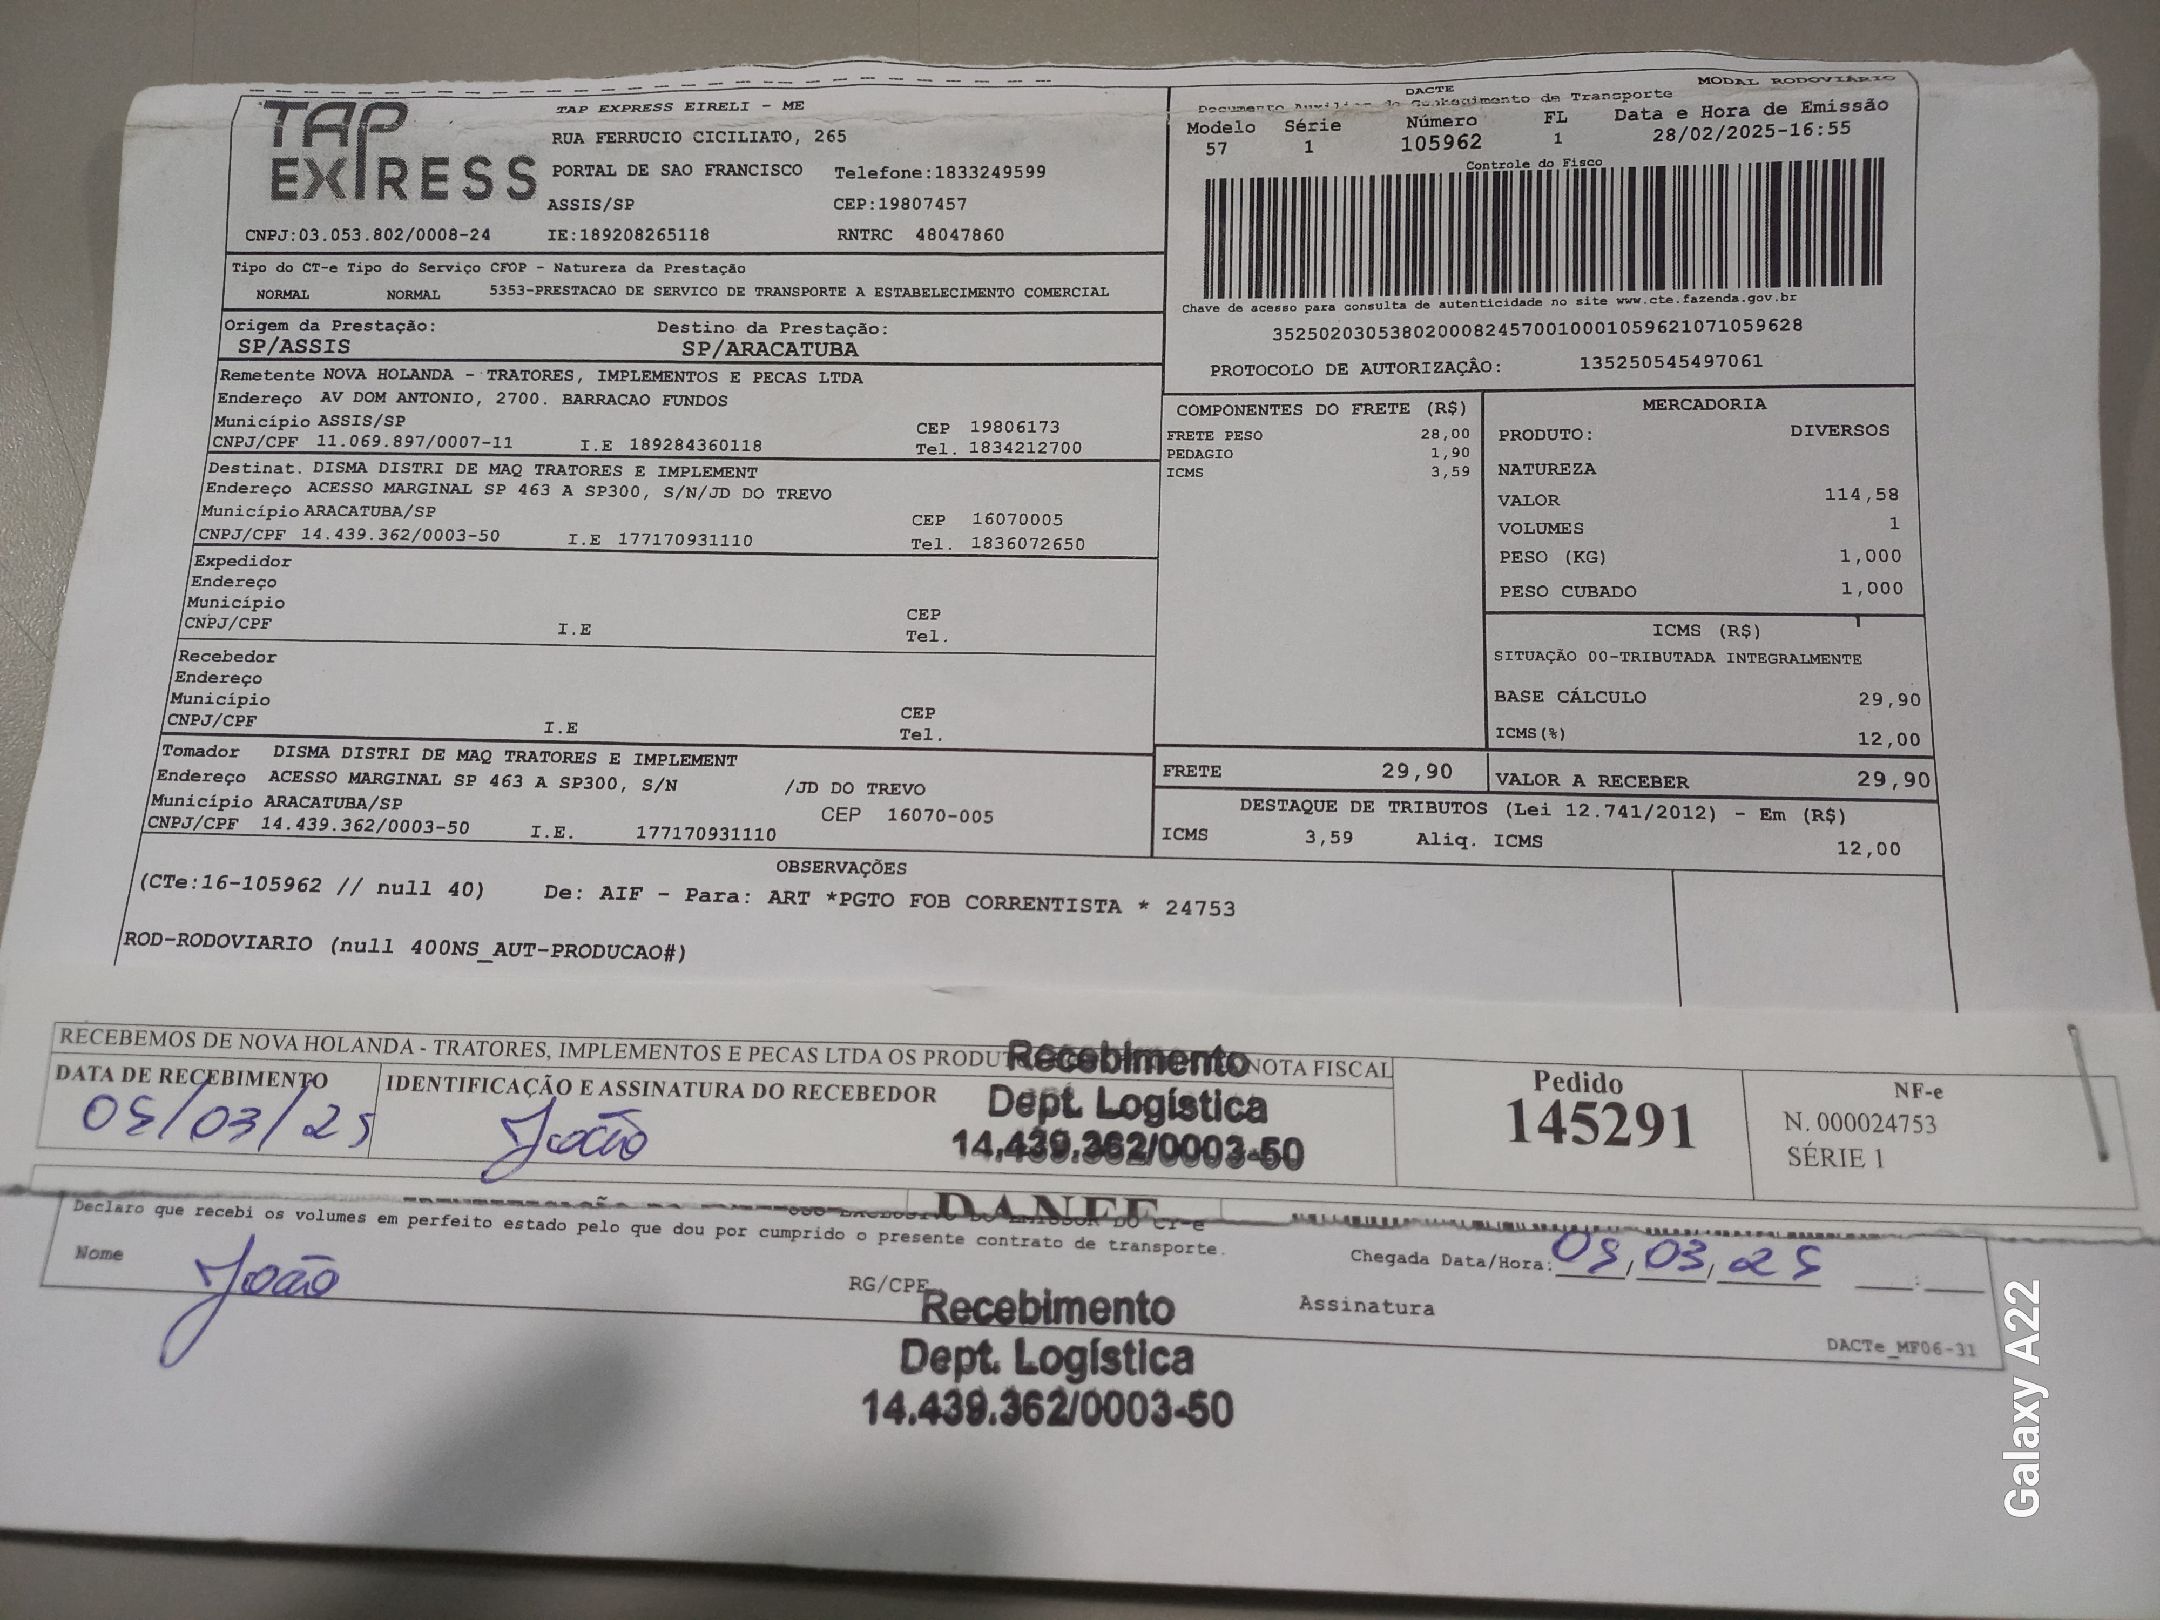 TAP EXPRESS
TAP EXPRESS EIRELI - ME
RUA FERRUCIO CICILIATO, 265
PORTAL DE SAO FRANCISCO Telefone:1833249599
ASSIS/SP CEP:19807457
CNPJ:03.053.802/0008-24 IE:189208265118 RNTRC 48047860
DACTE MODAL RODOVIÁRIO
Documento Auxiliar de Conhecimento de Transporte
Modelo Série Número FL Data e Hora de Emissão
57 1 105962 1 28/02/2025-16:55
Controle do Fisco
Chave de acesso para consulta de autenticidade no site www.cte.fazenda.gov.br
35250203053802000824570010001059621071059628
PROTOCOLO DE AUTORIZAÇÂO: 135250545497061
Tipo do CT-e Tipo do Serviço CFOP - Natureza da Prestação
NORMAL NORMAL 5353-PRESTACAO DE SERVICO DE TRANSPORTE A ESTABELECIMENTO COMERCIAL
Origem da Prestação: Destino da Prestação:
SP/ASSIS SP/ARACATUBA
Remetente NOVA HOLANDA - TRATORES, IMPLEMENTOS E PECAS LTDA
Endereço AV DOM ANTONIO, 2700. BARRACAO FUNDOS
Município ASSIS/SP CEP 19806173
CNPJ/CPF 11.069.897/0007-11 I.E 189284360118 Tel. 1834212700
Destinat. DISMA DISTRI DE MAQ TRATORES E IMPLEMENT
Endereço ACESSO MARGINAL SP 463 A SP300, S/N/JD DO TREVO
Município ARACATUBA/SP CEP 16070005
CNPJ/CPF 14.439.362/0003-50 I.E 177170931110 Tel. 1836072650
Expedidor
Endereço
Município CEP
CNPJ/CPF I.E Tel.
Recebedor
Endereço
Município CEP
CNPJ/CPF I.E Tel.
Tomador DISMA DISTRI DE MAQ TRATORES E IMPLEMENT
Endereço ACESSO MARGINAL SP 463 A SP300, S/N /JD DO TREVO
Município ARACATUBA/SP CEP 16070-005
CNPJ/CPF 14.439.362/0003-50 I.E. 177170931110
COMPONENTES DO FRETE (R$)
FRETE PESO 28,00
PEDAGIO 1,90
ICMS 3,59
MERCADORIA
PRODUTO: DIVERSOS
NATUREZA
VALOR 114,58
VOLUMES 1
PESO (KG) 1,000
PESO CUBADO 1,000
ICMS (R$)
SITUAÇÃO 00-TRIBUTADA INTEGRALMENTE
BASE CÁLCULO 29,90
ICMS(%) 12,00
FRETE 29,90 VALOR A RECEBER 29,90
DESTAQUE DE TRIBUTOS (Lei 12.741/2012) - Em (R$)
ICMS 3,59 Aliq. ICMS 12,00
OBSERVAÇÕES
(CTe:16-105962 // null 40) De: AIF - Para: ART *PGTO FOB CORRENTISTA * 24753
ROD-RODOVIARIO (null 400NS_AUT-PRODUCAO#)
RECEBEMOS DE NOVA HOLANDA - TRATORES, IMPLEMENTOS E PECAS LTDA OS NOTA FISCAL
DATA DE RECEBIMENTO IDENTIFICAÇÃO E ASSINATURA DO RECEBEDOR
05/03/25 João
Recebimento
Dept. Logística
14.439.362/0003-50
Pedido
145291
NF-e
N. 000024753
SÉRIE 1
DANFE
Declaro que recebi os volumes em perfeito estado pelo que dou por cumprido o presente contrato de transporte.
Nome João RG/CPF Chegada Data/Hora: 05/03/25 :
Assinatura
Recebimento
Dept. Logística
14.439.362/0003-50
DACTe_MF06-31
Galaxy A22